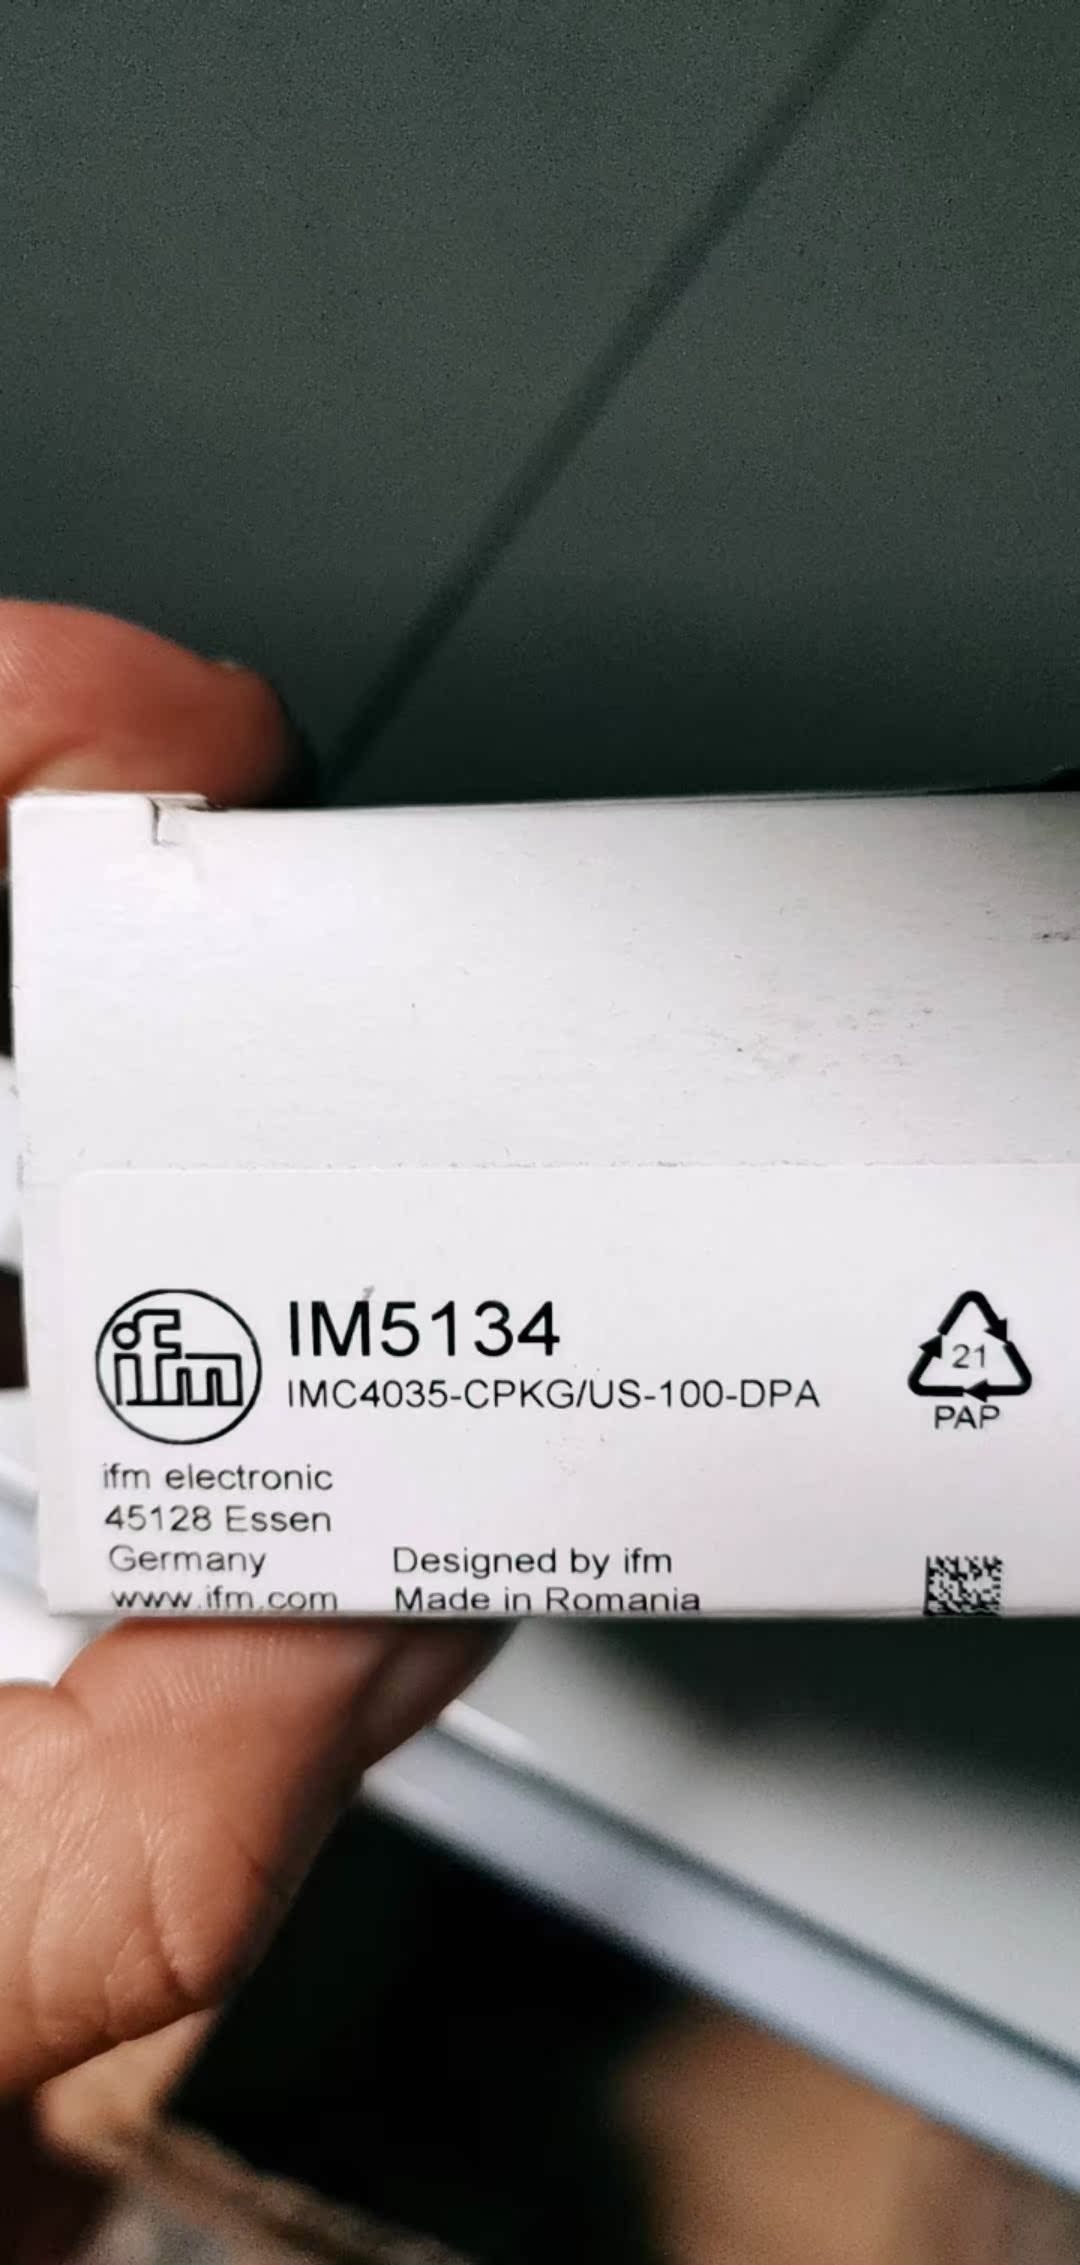 ifm
IM5134
IMC4035-CPKG/US-100-DPA
21
PAP
ifm electronic
45128 Essen
Germany
www.ifm.com
Designed by ifm
Made in Romania